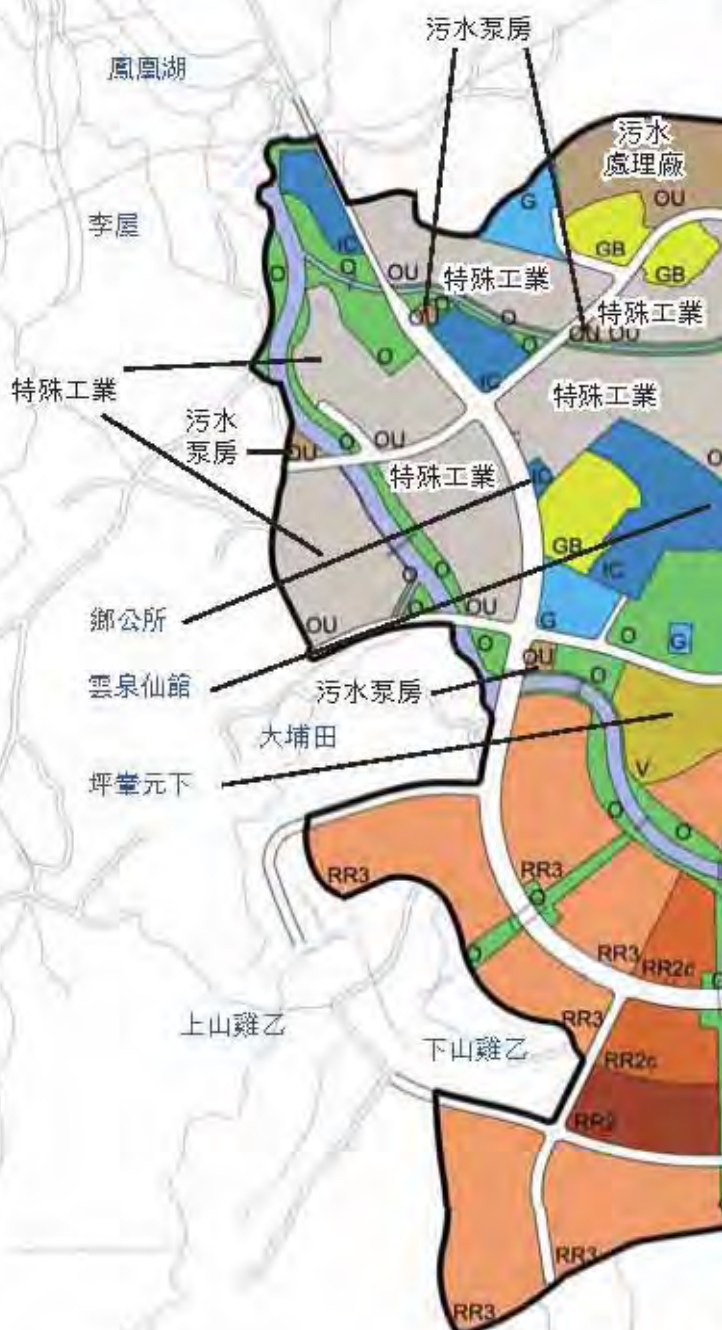 污水泵房
鳳凰湖
污水
處理廠
G
OU
李屋
GB
IC
O
OU
特殊工業
GB
O
O
OU
O
特殊工業
OU
OU
O
O
IC
特殊工業
特殊工業
污水
泵房
OU
O
OU
特殊工業
IC
GB
IC
O
O
O
OU
OU
鄉公所
G
O
G
O
OU
O
雲泉仙館
污水泵房
大埔田
坪輋元下
V
O
O
RR3
RR3
O
O
RR3
RR2c
上山雞乙
RR3
下山雞乙
RR2c
RR2
RR3
RR3